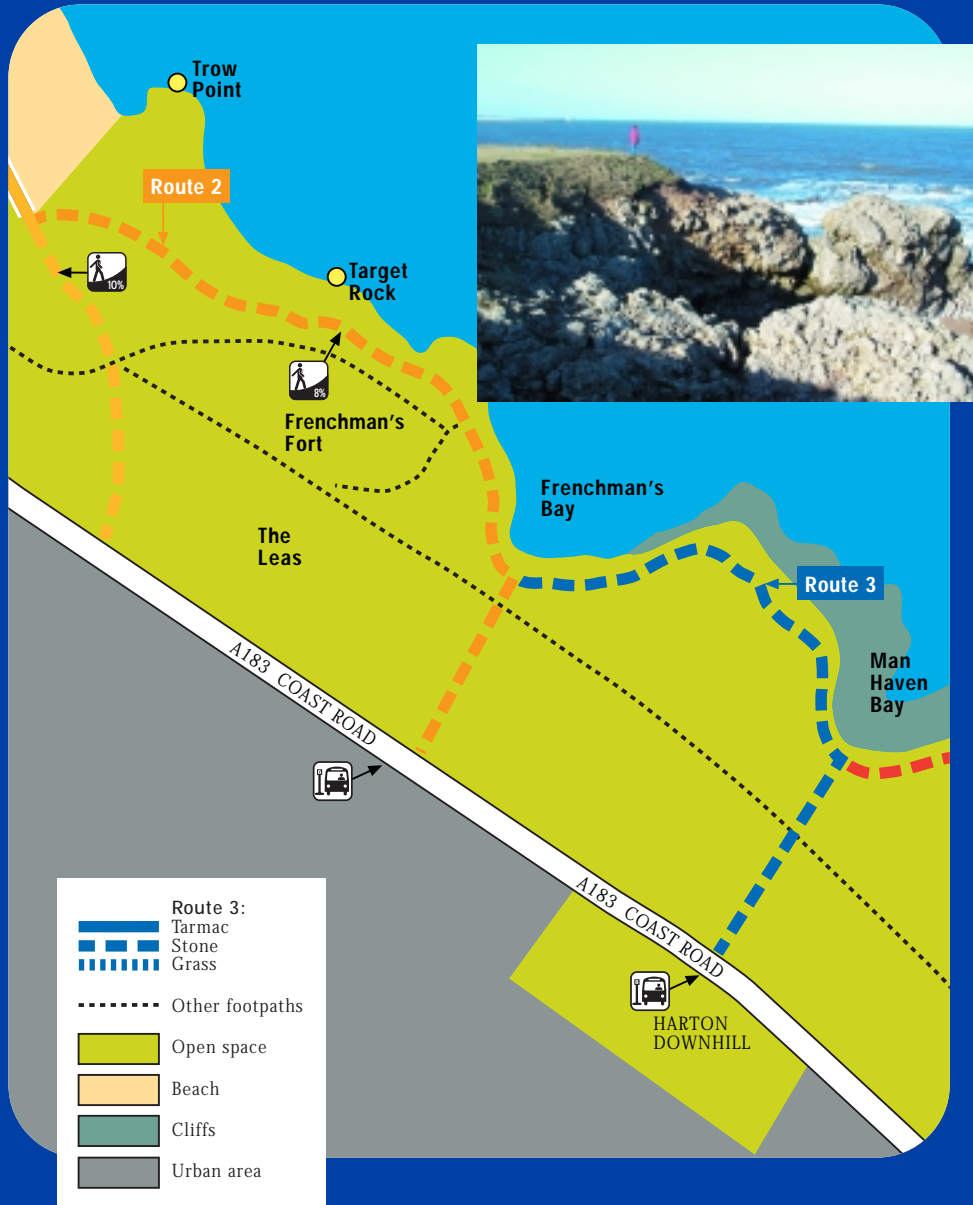 Trow
Point
Route 2
10%
Target
Rock
8%
Frenchman's
Fort
Frenchman's
Bay
The
Leas
Route 3
Man
Haven
Bay
A183 COAST ROAD
A183 COAST ROAD
HARTON
DOWNHILL
Route 3:
Tarmac
Stone
Grass
Other footpaths
Open space
Beach
Cliffs
Urban area